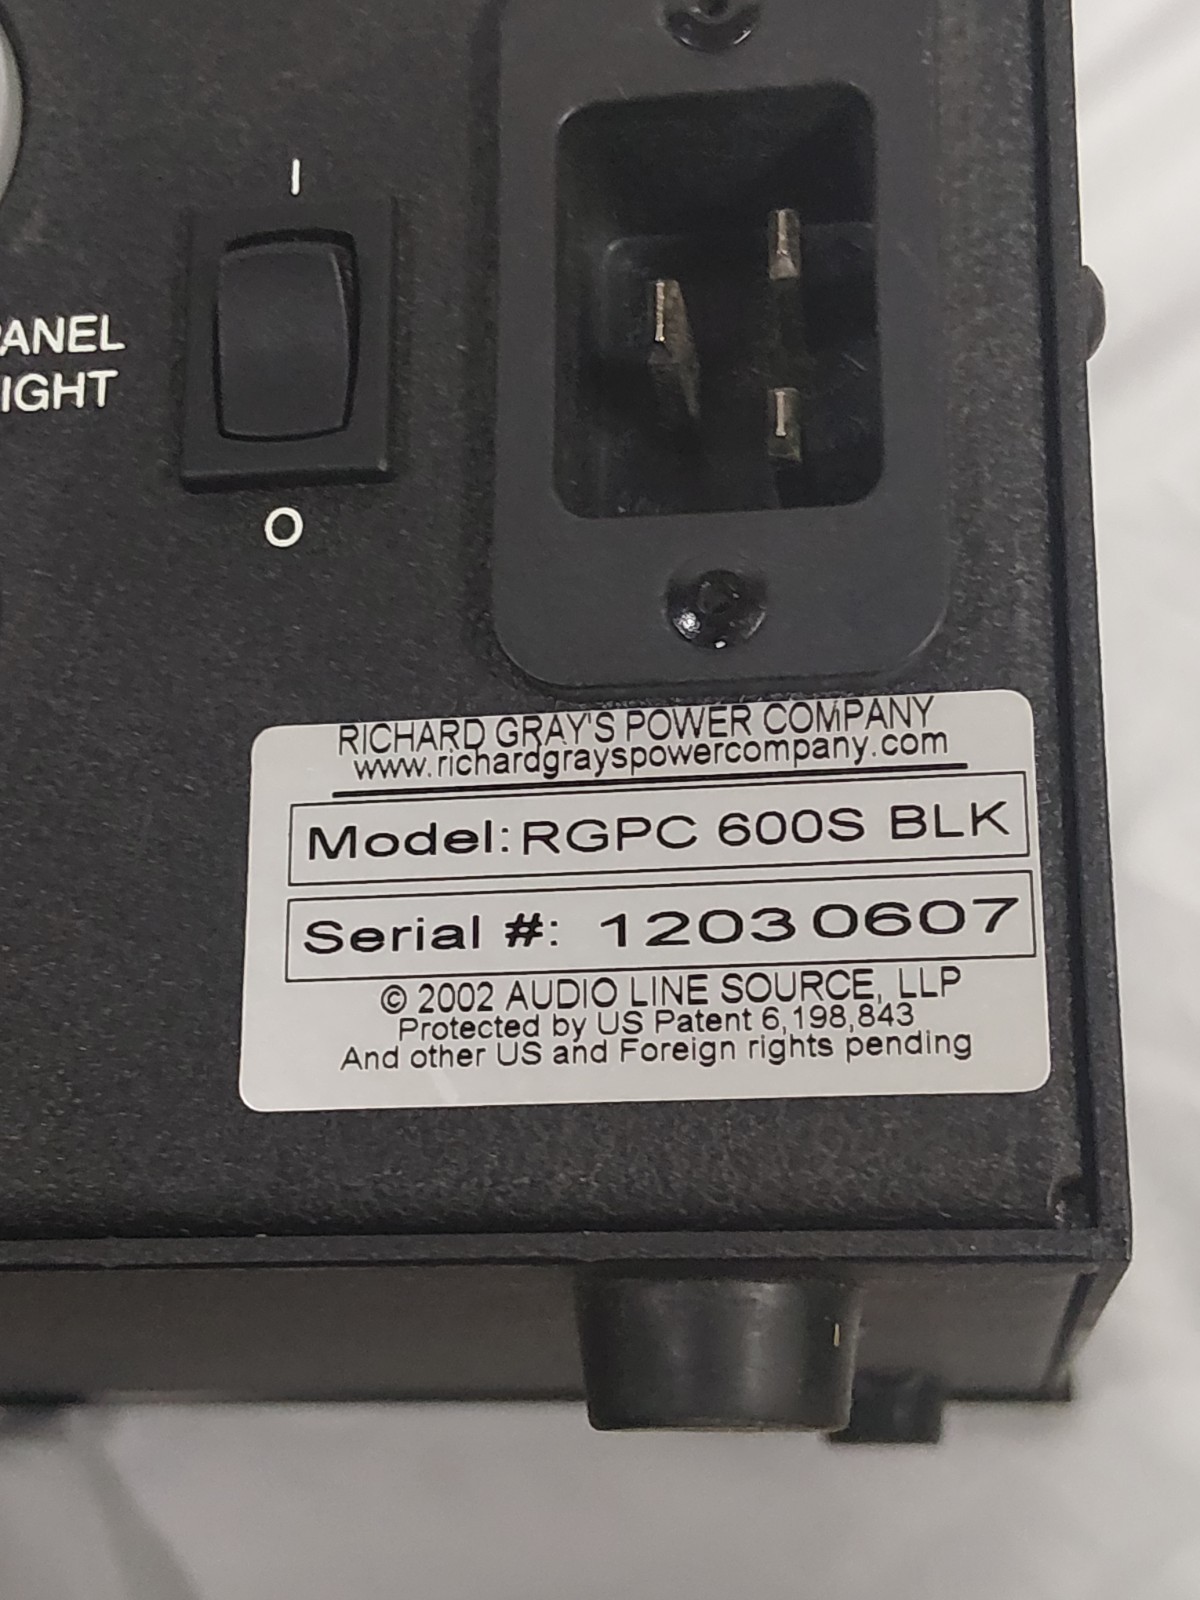 I
PANEL
IGHT
O
RICHARD GRAY'S POWER COMPANY
www.richardgrayspowercompany.com
Model: RGPC 600S BLK
Serial #: 12030607
© 2002 AUDIO LINE SOURCE, LLP
Protected by US Patent 6,198,843
And other US and Foreign rights pending